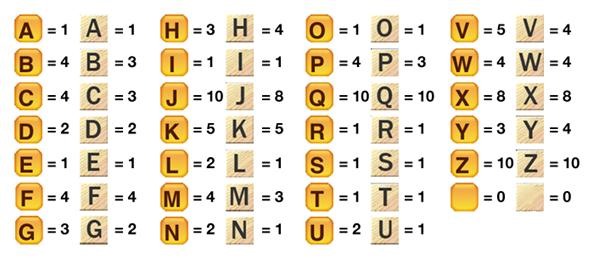 A = 1 A = 1 H = 3 H = 4 O = 1 O = 1 V = 5 V = 4
B = 4 B = 3 I = 1 I = 1 P = 4 P = 3 W = 4 W = 4
C = 4 C = 3 J = 10 J = 8 Q = 10 Q = 10 X = 8 X = 8
D = 2 D = 2 K = 5 K = 5 R = 1 R = 1 Y = 3 Y = 4
E = 1 E = 1 L = 2 L = 1 S = 1 S = 1 Z = 10 Z = 10
F = 4 F = 4 M = 4 M = 3 T = 1 T = 1 = 0 = 0
G = 3 G = 2 N = 2 N = 1 U = 2 U = 1